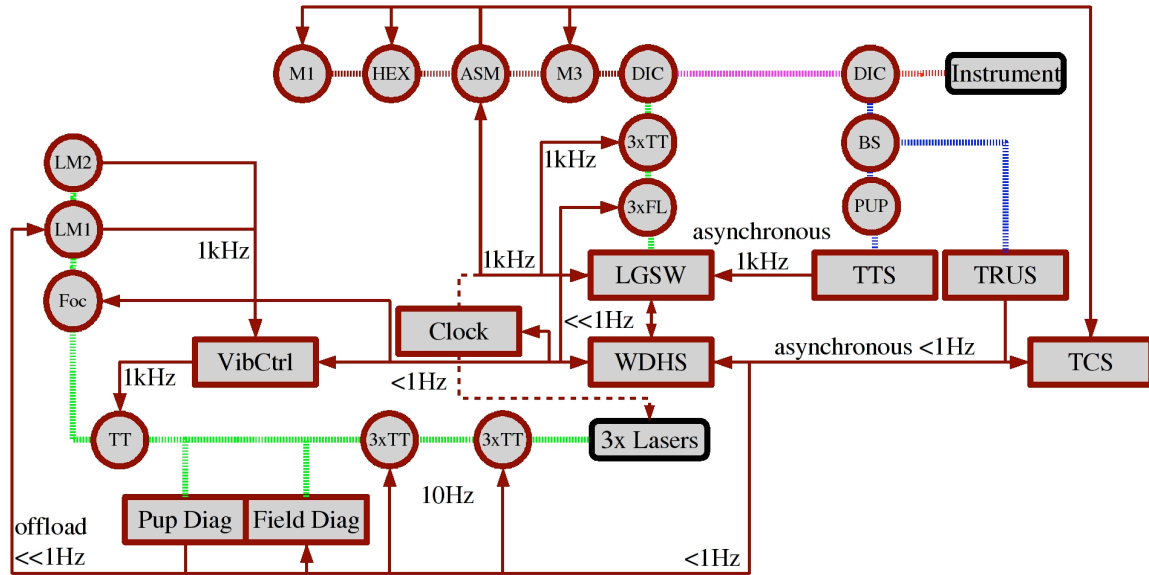 M1
HEX
ASM
M3
DIC
DIC
Instrument
3xTT
BS
LM2
1kHz
3xFL
PUP
LM1
1kHz
asynchronous
1kHz
1kHz
LGSW
TTS
TRUS
Foc
Clock
<<1Hz
VibCtrl
WDHS
asynchronous <1Hz
TCS
1kHz
<1Hz
TT
3xTT
3xTT
3x Lasers
10Hz
Pup Diag
Field Diag
offload
<<1Hz
<1Hz